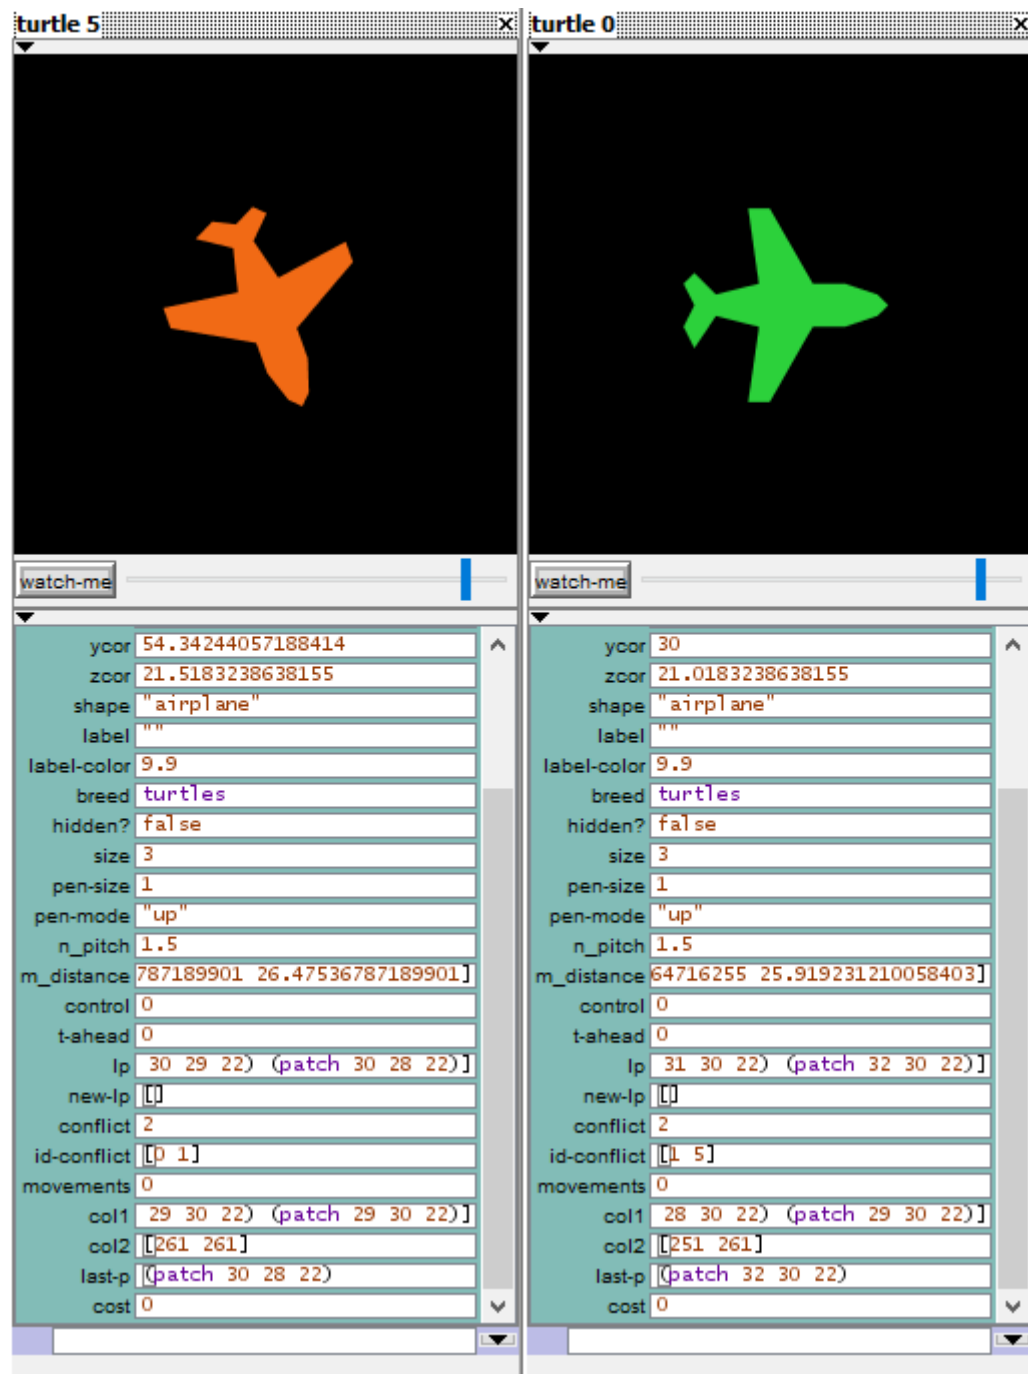 turtle 5
watch-me
ycor 54.34244057188414
zcor 21.5183238638155
shape "airplane"
label ""
label-color 9.9
breed turtles
hidden? false
size 3
pen-size 1
pen-mode "up"
n_pitch 1.5
m_distance 787189901 26.47536787189901]
control 0
t-ahead 0
lp 30 29 22) (patch 30 28 22)]
new-lp []
conflict 2
id-conflict [0 1]
movements 0
col1 29 30 22) (patch 29 30 22)]
col2 [261 261]
last-p (patch 30 28 22)
cost 0
turtle 0
watch-me
ycor 30
zcor 21.0183238638155
shape "airplane"
label ""
label-color 9.9
breed turtles
hidden? false
size 3
pen-size 1
pen-mode "up"
n_pitch 1.5
m_distance 64716255 25.919231210058403]
control 0
t-ahead 0
lp 31 30 22) (patch 32 30 22)]
new-lp []
conflict 2
id-conflict [1 5]
movements 0
col1 28 30 22) (patch 29 30 22)]
col2 [251 261]
last-p (patch 32 30 22)
cost 0